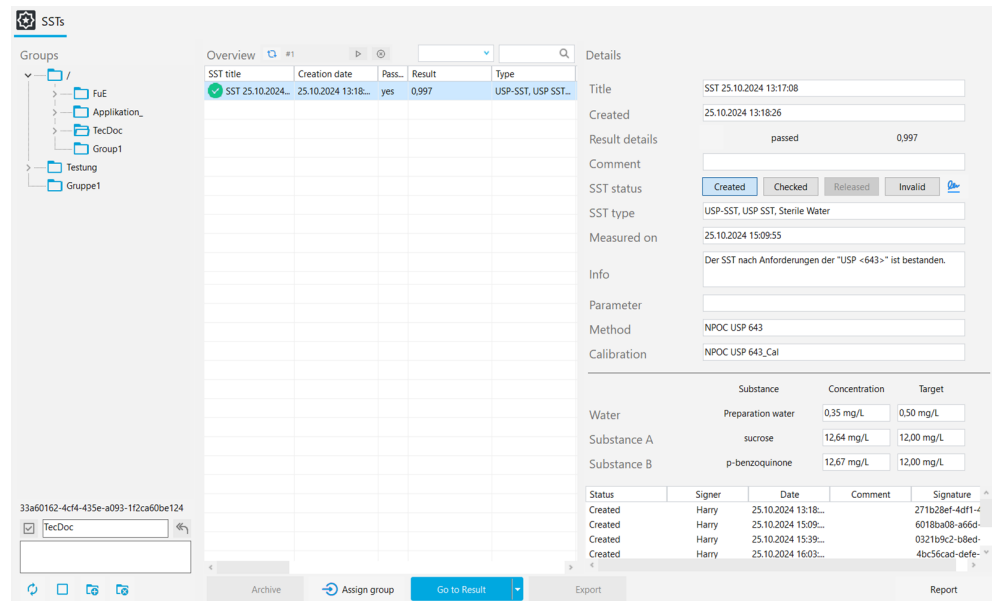 SSTs
Groups
/
FuE
Applikation_
TecDoc
Group1
Testung
Gruppe1
33a60162-4cf4-435e-a093-1f2ca60be124
TecDoc
Overview #1
SST title Creation date Pass... Result Type
SST 25.10.2024... 25.10.2024 13:18:... yes 0,997 USP-SST, USP SST...
Archive Assign group Go to Result Export Report
Details
Title SST 25.10.2024 13:17:08
Created 25.10.2024 13:18:26
Result details passed 0,997
Comment
SST status Created Checked Released Invalid
SST type USP-SST, USP SST, Sterile Water
Measured on 25.10.2024 15:09:55
Info Der SST nach Anforderungen der "USP <643>" ist bestanden.
Parameter
Method NPOC USP 643
Calibration NPOC USP 643_Cal
Substance Concentration Target
Water Preparation water 0,35 mg/L 0,50 mg/L
Substance A sucrose 12,64 mg/L 12,00 mg/L
Substance B p-benzoquinone 12,67 mg/L 12,00 mg/L
Status Signer Date Comment Signature
Created Harry 25.10.2024 13:18:... 271b28ef-4df1-4
Created Harry 25.10.2024 15:09:... 6018ba08-a66d-
Created Harry 25.10.2024 15:39:... 0321b9c2-b8ed-
Created Harry 25.10.2024 16:03:... 4bc56cad-defe-